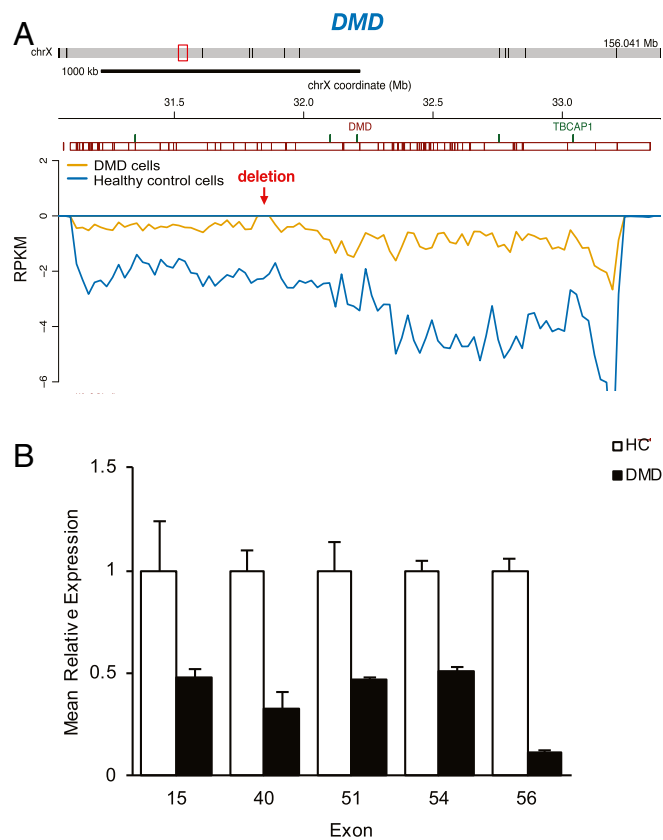 A
DMD
chrX
156.041 Mb
1000 kb
chrX coordinate (Mb)
31.5 32.0 32.5 33.0
DMD TBCAP1
DMD cells
Healthy control cells
deletion
RPKM
2
0
-2
-4
-6
B
HC
DMD
Mean Relative Expression
1.5
1
0.5
0
15 40 51 54 56
Exon